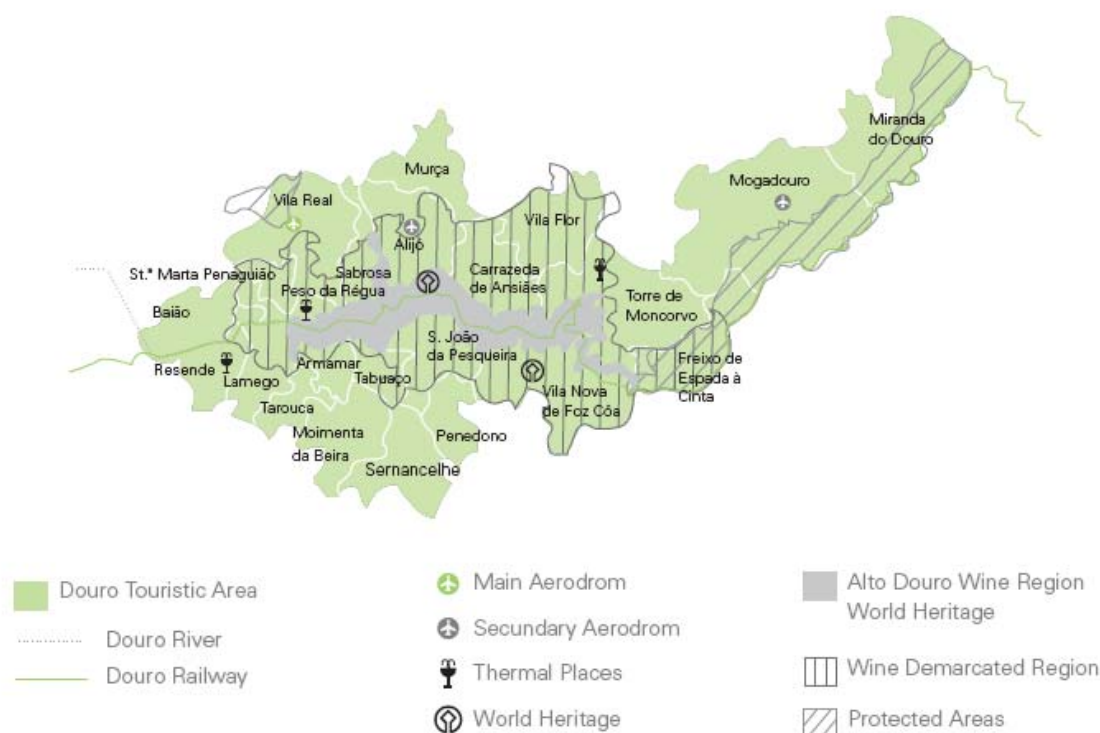 Miranda
do Douro
Murça
Mogadouro
Vila Real
Vila Flor
Alijó
St.ª Marta Penaguião
Sabrosa
Carrazeda
de Ansiães
Peso da Régua
Torre de
Moncorvo
Baião
S. João
da Pesqueira
Freixo de
Espada à
Cinta
Resende
Lamego
Armamar
Tabuaço
Vila Nova
de Foz Côa
Tarouca
Moimenta
da Beira
Penedono
Sernancelhe
Douro Touristic Area
Douro River
Douro Railway
Main Aerodrom
Secundary Aerodrom
Thermal Places
World Heritage
Alto Douro Wine Region
World Heritage
Wine Demarcated Region
Protected Areas